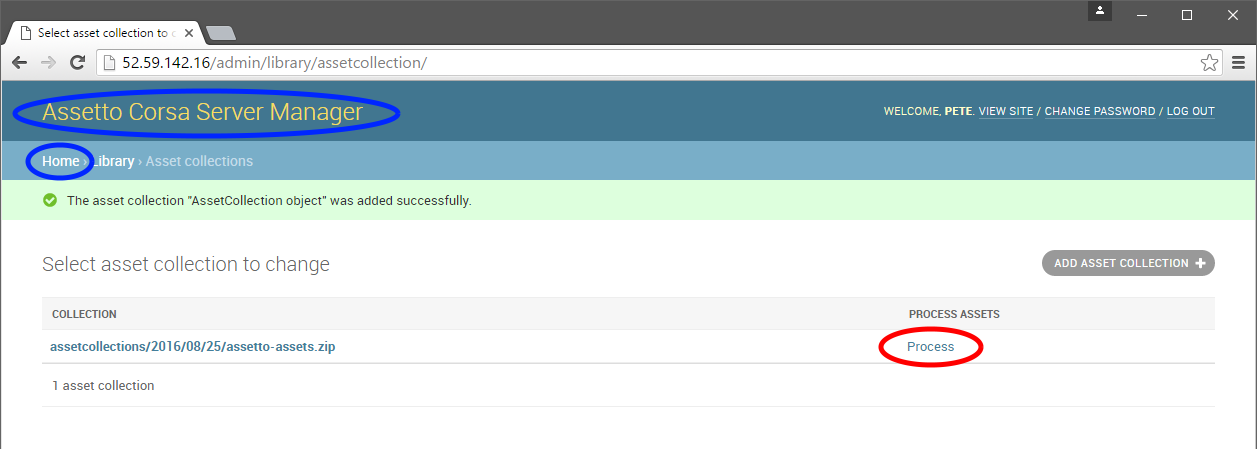 Select asset collection to c
52.59.142.16/admin/library/assetcollection/
Assetto Corsa Server Manager
WELCOME, PETE. VIEW SITE / CHANGE PASSWORD / LOG OUT
Home › Library › Asset collections
The asset collection "AssetCollection object" was added successfully.
Select asset collection to change
ADD ASSET COLLECTION +
COLLECTION PROCESS ASSETS
assetcollections/2016/08/25/assetto-assets.zip Process
1 asset collection